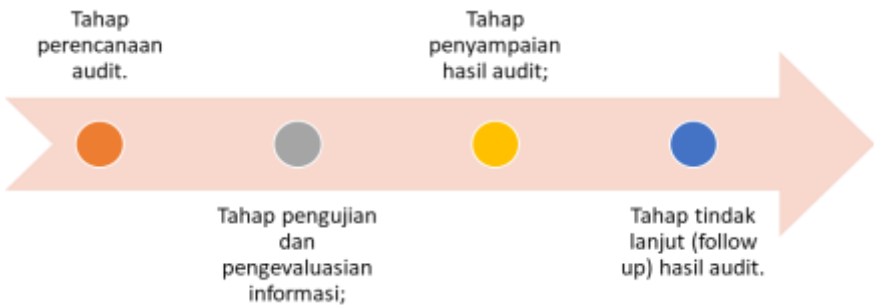 Tahap
perencanaan
audit.
Tahap pengujian
dan
pengevaluasian
informasi;
Tahap
penyampaian
hasil audit;
Tahap tindak
lanjut (follow
up) hasil audit.